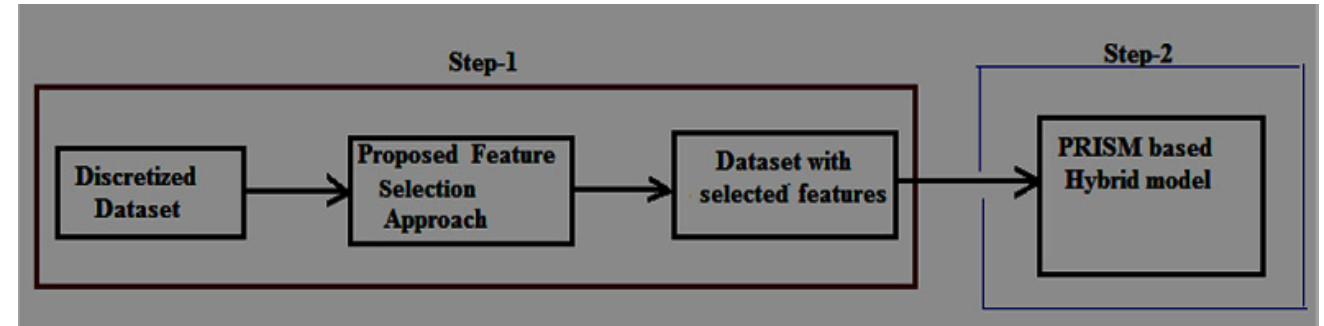 Step-1
Step-2
Discretized
Dataset
Proposed Feature
Selection
Approach
Dataset with
selected features
PRISM based
Hybrid model